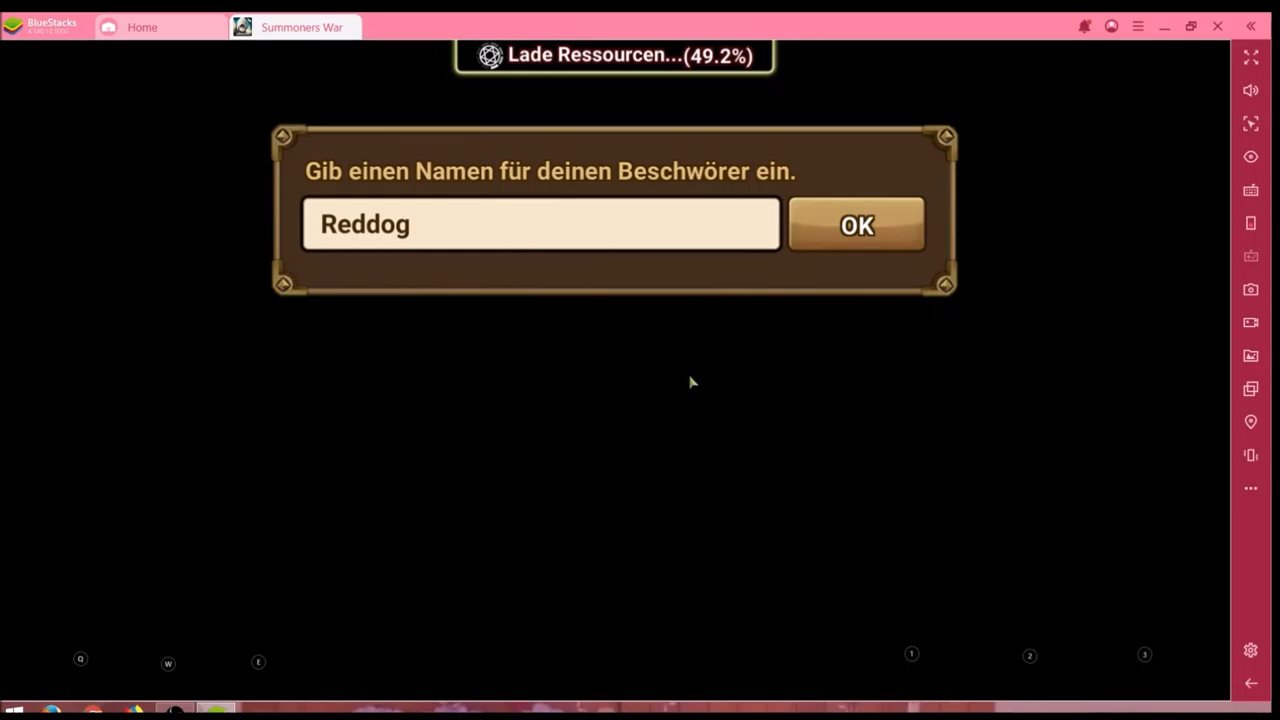 BlueStacks
Home
Summoners War
Lade Ressourcen...(49.2%)
Gib einen Namen für deinen Beschwörer ein.
Reddog
OK
Q
W
E
1
2
3